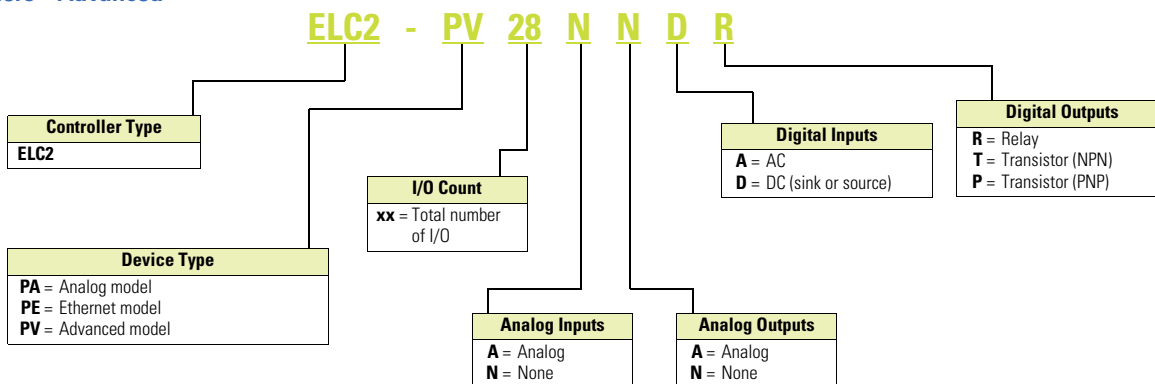 Advanced
ELC2 - PV 28 N N D R
Controller Type
ELC2
Device Type
PA = Analog model
PE = Ethernet model
PV = Advanced model
I/O Count
xx = Total number
of I/O
Analog Inputs
A = Analog
N = None
Analog Outputs
A = Analog
N = None
Digital Inputs
A = AC
D = DC (sink or source)
Digital Outputs
R = Relay
T = Transistor (NPN)
P = Transistor (PNP)